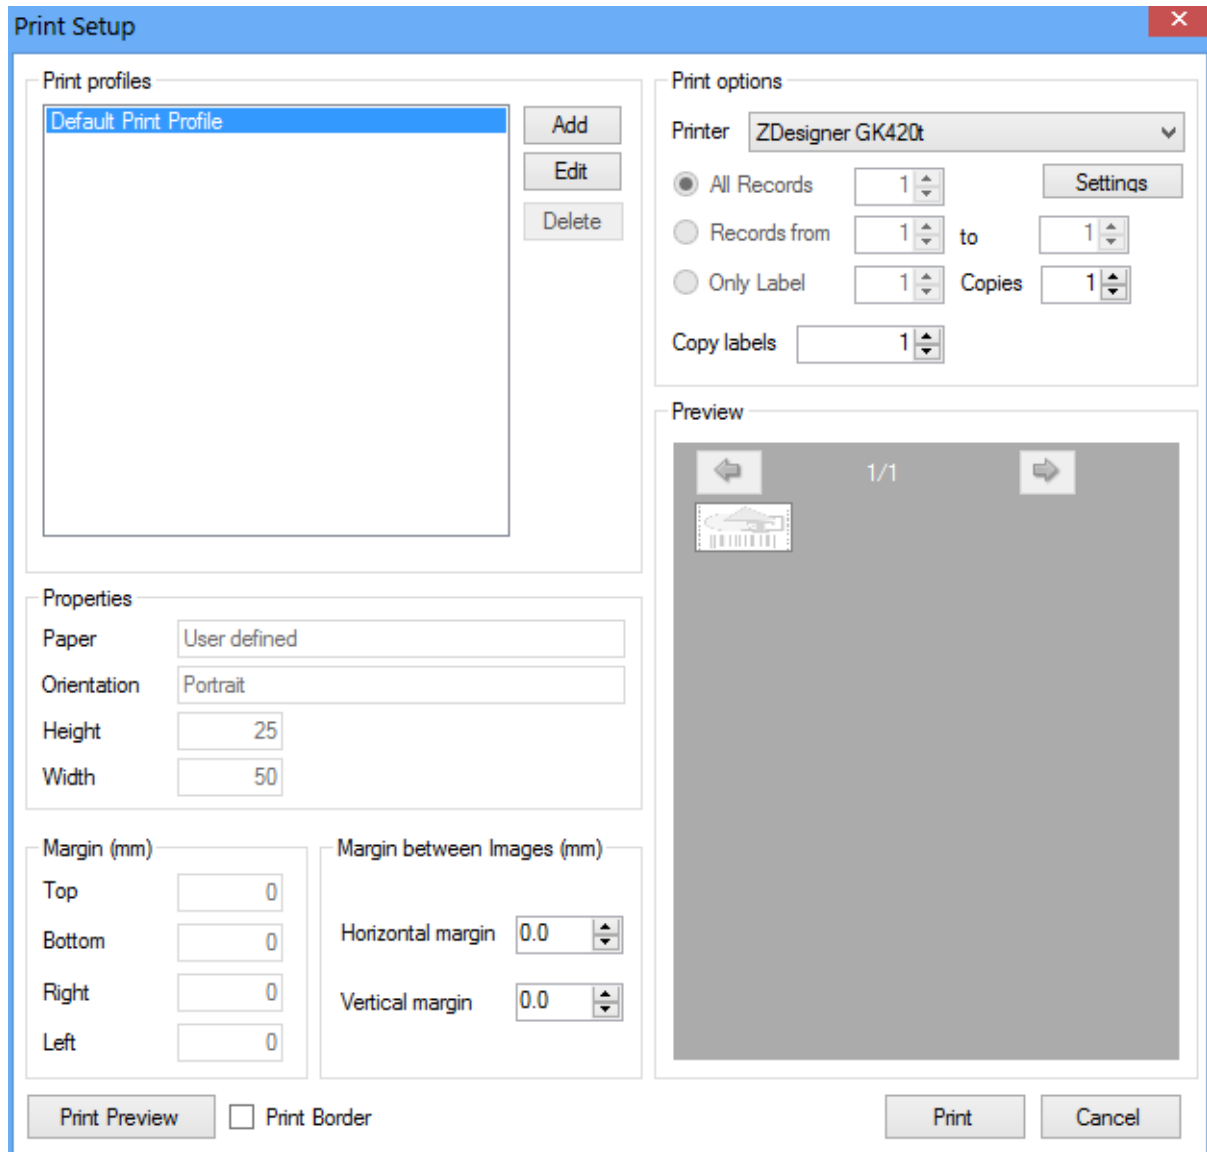 Print Setup
Print profiles
Default Print Profile
Add
Edit
Delete
Print options
Printer ZDesigner GK420t
All Records 1 Settings
Records from 1 to 1
Only Label 1 Copies 1
Copy labels 1
Preview
1/1
Properties
Paper User defined
Orientation Portrait
Height 25
Width 50
Margin (mm)
Top 0
Bottom 0
Right 0
Left 0
Margin between Images (mm)
Horizontal margin 0.0
Vertical margin 0.0
Print Preview Print Border Print Cancel